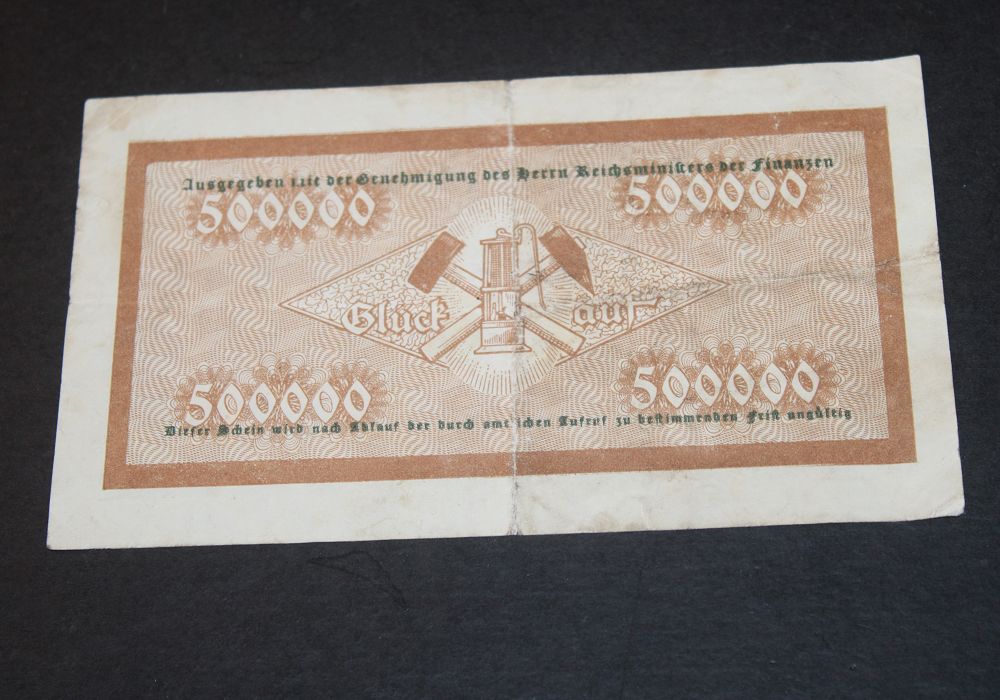 Ausgegeben mit der Genehmigung des Herrn Reichsministers der Finanzen
500000 500000
Glück auf
500000 500000
Dieser Schein wird nach Ablauf der durch amtlichen Aufruf zu bestimmenden Frist ungültig